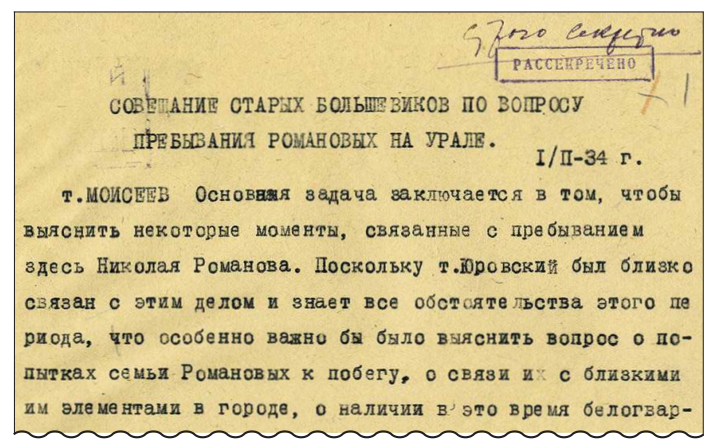 строго секретно
РАССЕКРЕЧЕНО
1
СОВЕЩАНИЕ СТАРЫХ БОЛЬШЕВИКОВ ПО ВОПРОСУ
ПРЕБЫВАНИЯ РОМАНОВЫХ НА УРАЛЕ.
I/П-34 г.
т.МОИСЕЕВ Основная задача заключается в том, чтобы
выяснить некоторые моменты, связанные с пребыванием
здесь Николая Романова. Поскольку т.Юровский был близко
связан с этим делом и знает все обстоятельства этого пе
риода, что особенно важно бы было выяснить вопрос о по-
пытках семьи Романовых к побегу, о связи их с близкими
им элементами в городе, о наличии в это время белогвар-